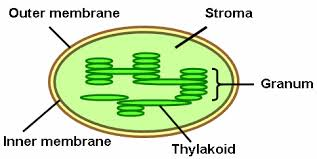 Outer membrane
Stroma
Granum
Inner membrane
Thylakoid